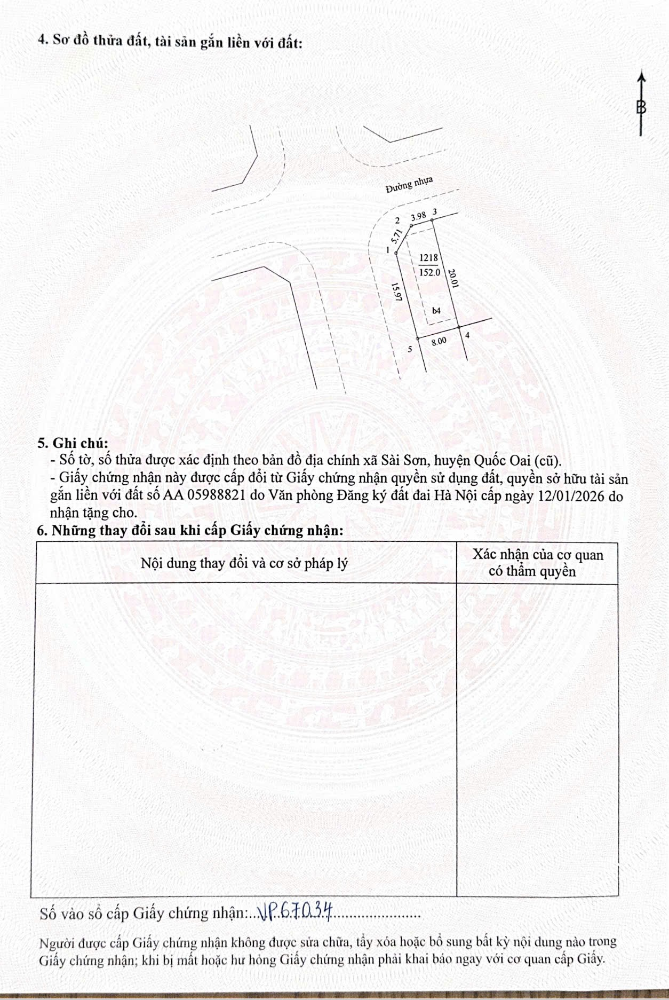 4. Sơ đồ thửa đất, tài sản gắn liền với đất:
B
Đường nhựa
2 3.98 3
5.71
1
1218
152.0
20.01
15.97
b4
4
8.00
5
5. Ghi chú:
- Số tờ, số thửa được xác định theo bản đồ địa chính xã Sài Sơn, huyện Quốc Oai (cũ).
- Giấy chứng nhận này được cấp đổi từ Giấy chứng nhận quyền sử dụng đất, quyền sở hữu tài sản
gắn liền với đất số AA 05988821 do Văn phòng Đăng ký đất đai Hà Nội cấp ngày 12/01/2026 do
nhận tặng cho.
6. Những thay đổi sau khi cấp Giấy chứng nhận:
Nội dung thay đổi và cơ sở pháp lý
Xác nhận của cơ quan
có thẩm quyền
Số vào sổ cấp Giấy chứng nhận:...VP.67034........................
Người được cấp Giấy chứng nhận không được sửa chữa, tẩy xóa hoặc bổ sung bất kỳ nội dung nào trong
Giấy chứng nhận; khi bị mất hoặc hư hỏng Giấy chứng nhận phải khai báo ngay với cơ quan cấp Giấy.